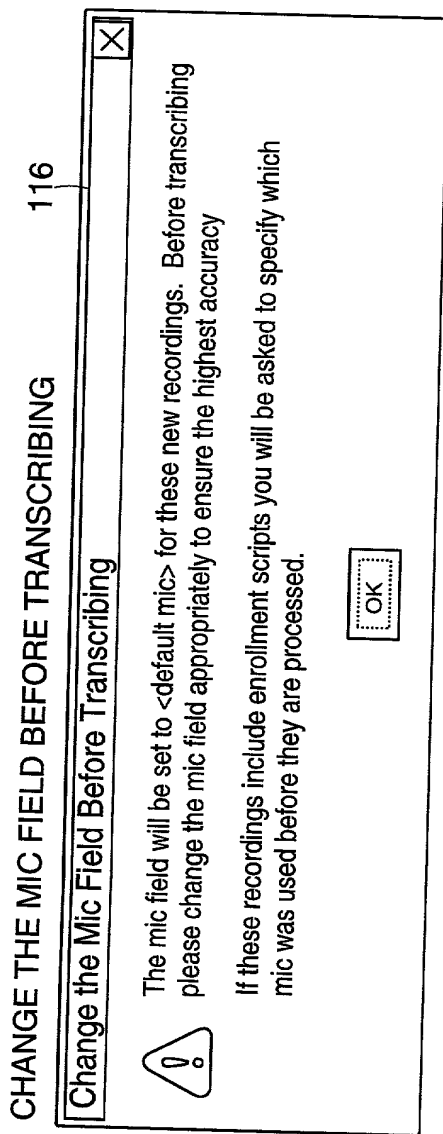 CHANGE THE MIC FIELD BEFORE TRANSCRIBING
116
Change the Mic Field Before Transcribing
The mic field will be set to <default mic> for these new recordings. Before transcribing
please change the mic field appropriately to ensure the highest accuracy
If these recordings include enrollment scripts you will be asked to specify which
mic was used before they are processed.
OK